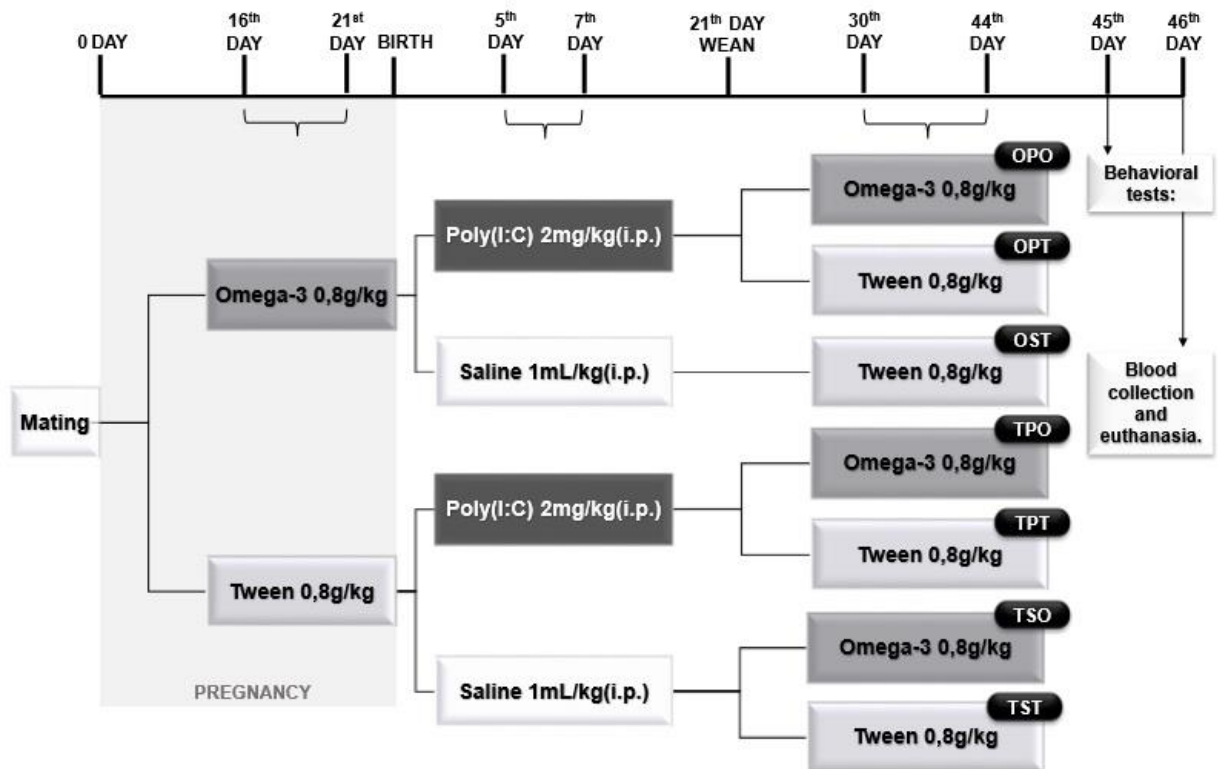 0 DAY
16th DAY
21st DAY
BIRTH
5th DAY
7th DAY
21th DAY WEAN
30th DAY
44th DAY
45th DAY
46th DAY
Mating
Omega-3 0,8g/kg
Tween 0,8g/kg
PREGNANCY
Poly(I:C) 2mg/kg(i.p.)
Saline 1mL/kg(i.p.)
Poly(I:C) 2mg/kg(i.p.)
Saline 1mL/kg(i.p.)
OPO
Omega-3 0,8g/kg
OPT
Tween 0,8g/kg
OST
Tween 0,8g/kg
TPO
Omega-3 0,8g/kg
TPT
Tween 0,8g/kg
TSO
Omega-3 0,8g/kg
TST
Tween 0,8g/kg
Behavioral
tests:
Blood
collection
and
euthanasia.